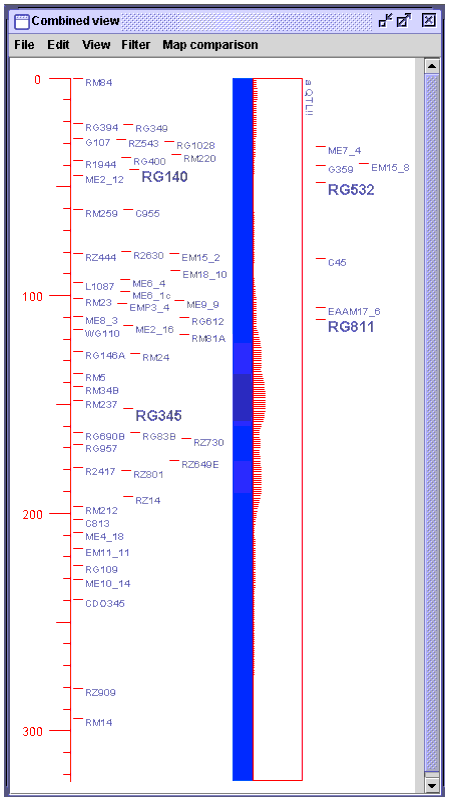 Combined view
File Edit View Filter Map comparison
0
RM84
a QTL!!
RG394 RG349
G107 RZ543 RG1028
ME7_4
R1944 RG400 RM220
G359 EM15_8
ME2_12 RG140
RG532
RM259 C955
RZ444 R2630 EM15_2
C45
EM18_10
L1087 ME6_4
100
ME6_1c
RM23 EMP3_4 ME9_9
EAAM17_6
ME8_3 RG612
RG811
WG110 ME2_16
RM81A
RG146A RM24
RM5
RM34B
RM237
RG345
RG690B RG83B RZ730
RG957
RZ649E
R2417 RZ801
RZ14
RM212
200
C813
ME4_18
EM11_11
RG109
ME10_14
CDO345
RZ909
RM14
300